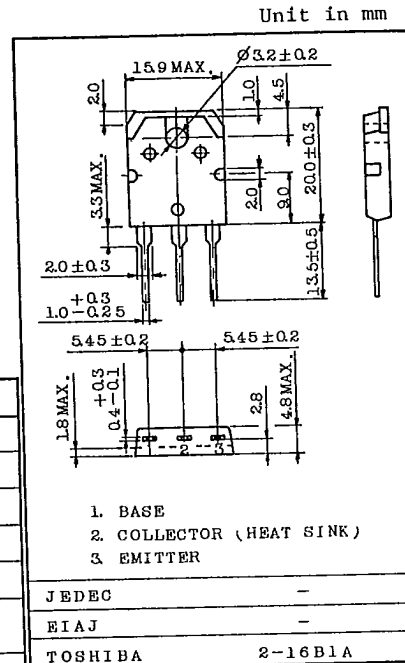 Unit in mm
15.9 MAX.
Ø3.2±0.2
2.0
1.0
4.5
20.0±0.3
3.3 MAX.
2.0
9.0
2.0±0.3
13.5±0.5
+0.3
1.0-0.25
5.45±0.2
5.45±0.2
1.8 MAX.
+0.3
0.4-0.1
2.8
4.8 MAX.
2 3
1. BASE
2. COLLECTOR (HEAT SINK)
3. EMITTER
JEDEC –
EIAJ –
TOSHIBA 2-16B1A